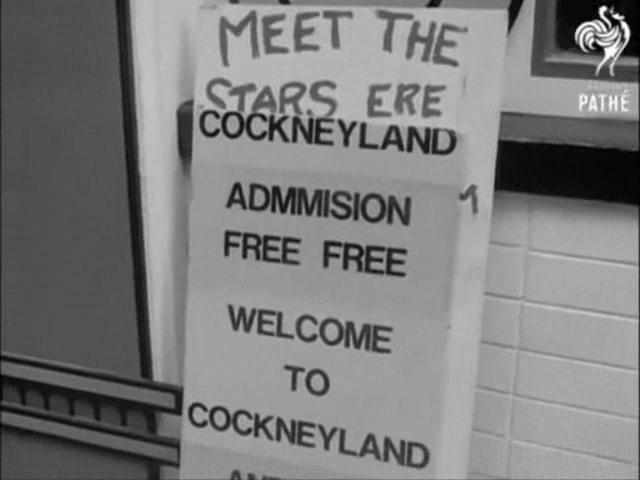 MEET THE
STARS ERE
COCKNEYLAND
ADMMISION
FREE FREE
WELCOME
TO
COCKNEYLAND
PATHÉ